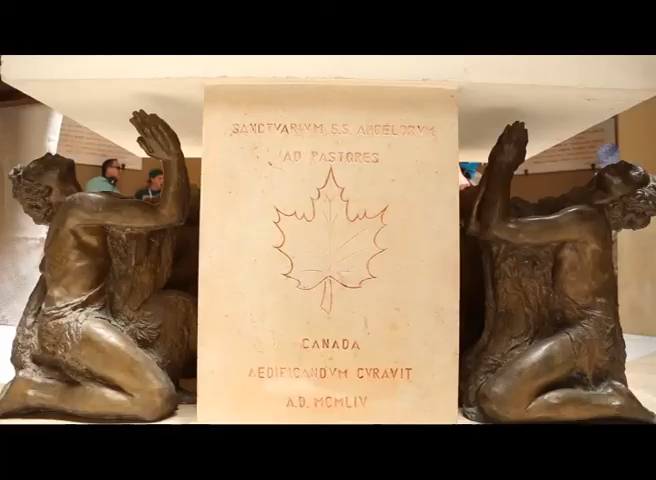 SANCTVARIVM S.S. ANGELORVM
AD PASTORES
CANADA
AEDIFICANDVM CVRAVIT
A.D. MCMLIV